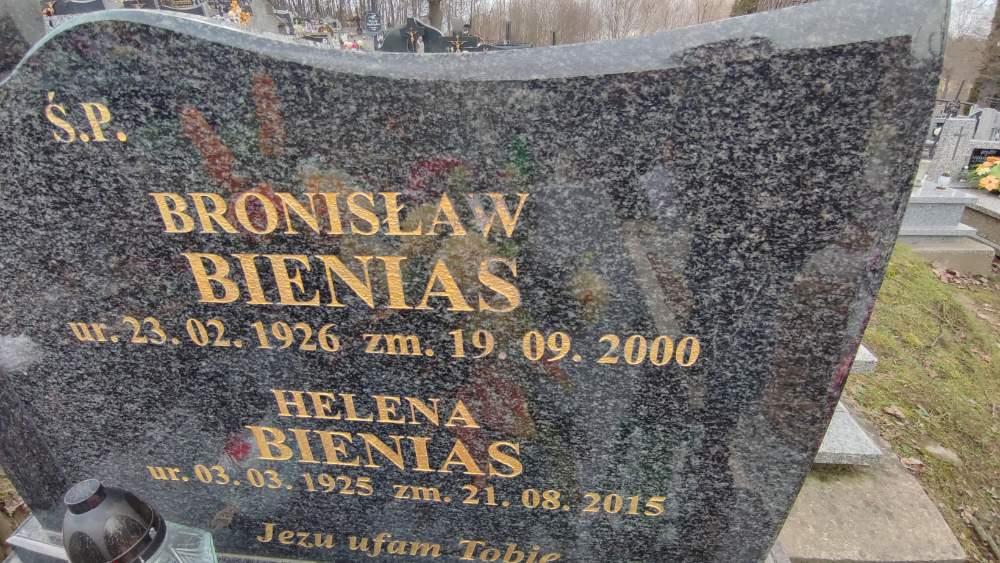 Ś.P.
BRONISŁAW
BIENIAS
ur. 23. 02. 1926 zm. 19. 09. 2000
HELENA
BIENIAS
ur. 03. 03. 1925 zm. 21. 08. 2015
Jezu ufam Tobie